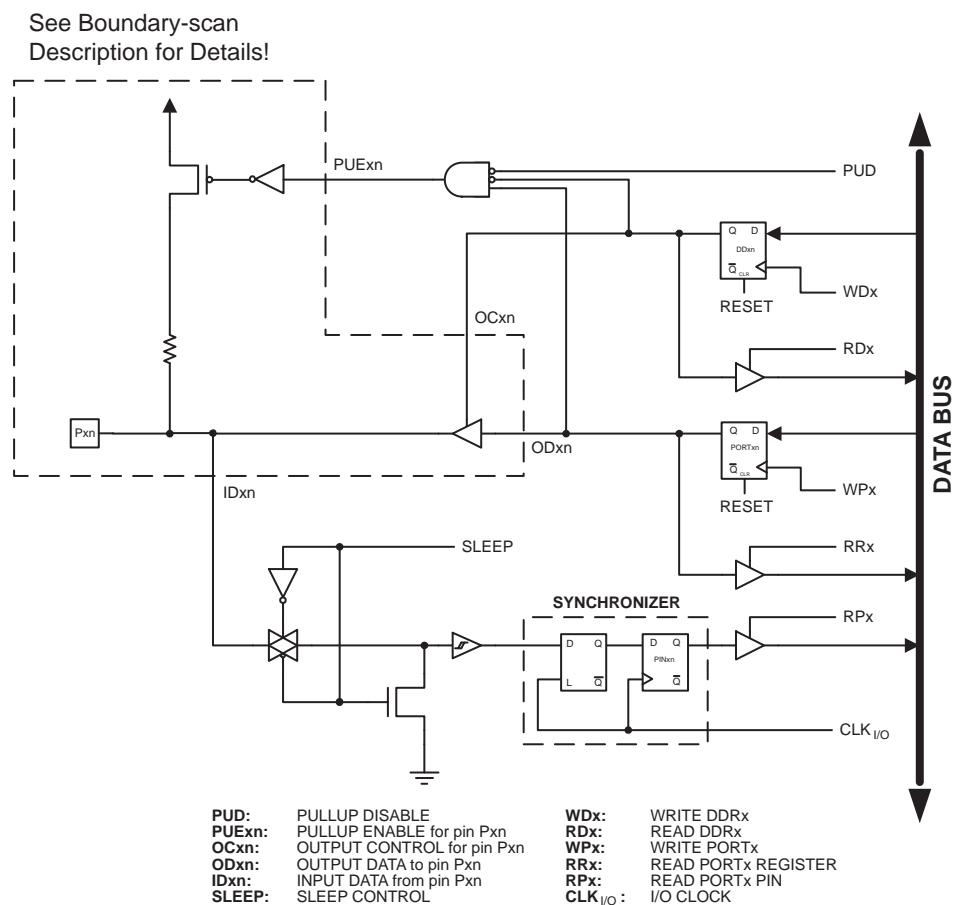 See Boundary-scan
Description for Details!
PUExn
PUD
Q D
DDxn
Q CLR
WDx
RESET
OCxn
RDx
DATA BUS
Pxn
ODxn
Q D
PORTxn
Q CLR
IDxn
WPx
RESET
SLEEP
RRx
SYNCHRONIZER
RPx
D Q
L Q
D Q
PINxn
Q
CLK I/O
PUD: PULLUP DISABLE
PUExn: PULLUP ENABLE for pin Pxn
OCxn: OUTPUT CONTROL for pin Pxn
ODxn: OUTPUT DATA to pin Pxn
IDxn: INPUT DATA from pin Pxn
SLEEP: SLEEP CONTROL
WDx: WRITE DDRx
RDx: READ DDRx
WPx: WRITE PORTx
RRx: READ PORTx REGISTER
RPx: READ PORTx PIN
CLK I/O : I/O CLOCK